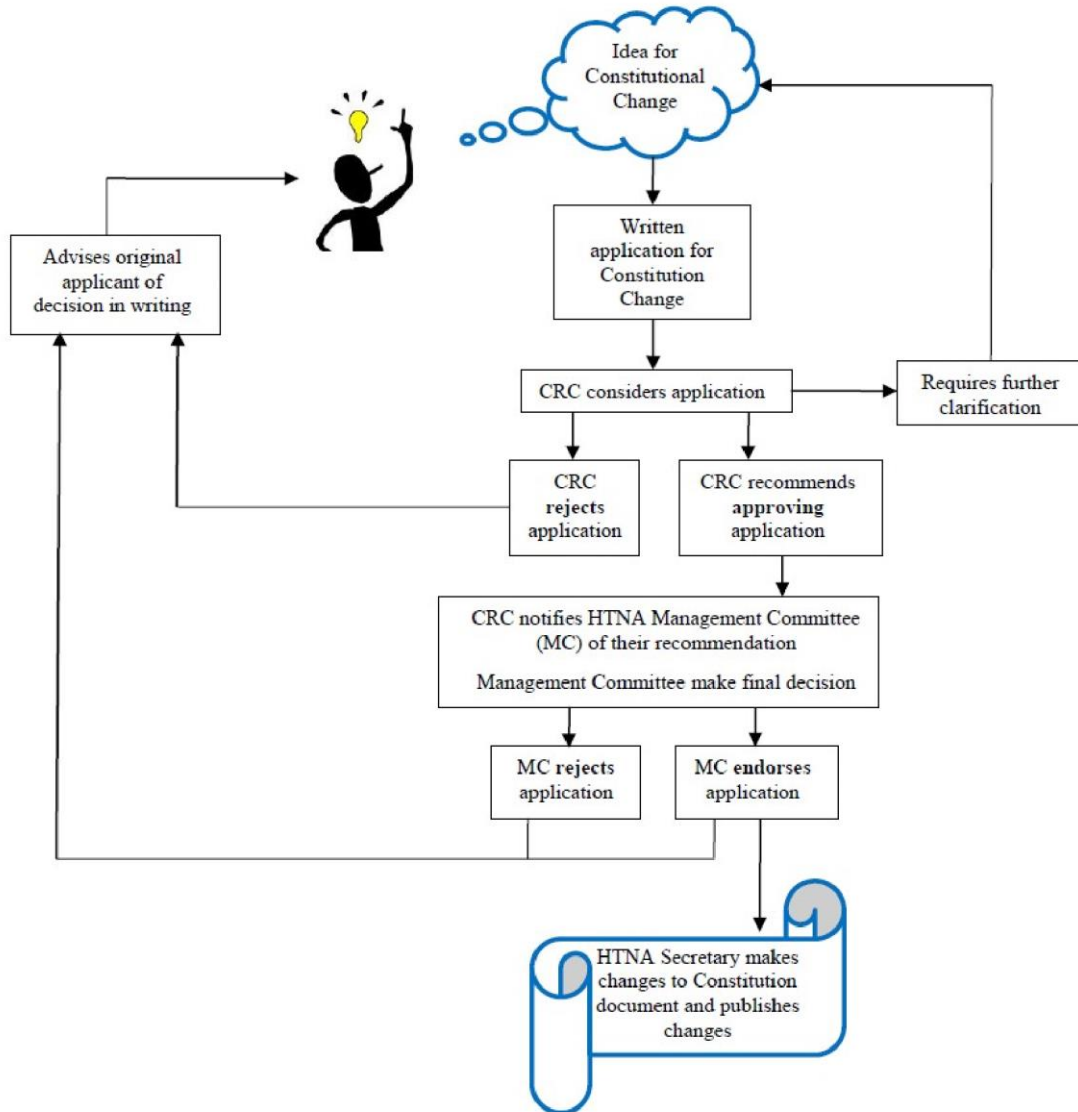 Idea for
Constitutional
Change
Written
application for
Constitution
Change
Advises original
applicant of
decision in writing
CRC considers application
Requires further
clarification
CRC
rejects
application
CRC recommends
approving
application
CRC notifies HTNA Management Committee
(MC) of their recommendation
Management Committee make final decision
MC rejects
application
MC endorses
application
HTNA Secretary makes
changes to Constitution
document and publishes
changes